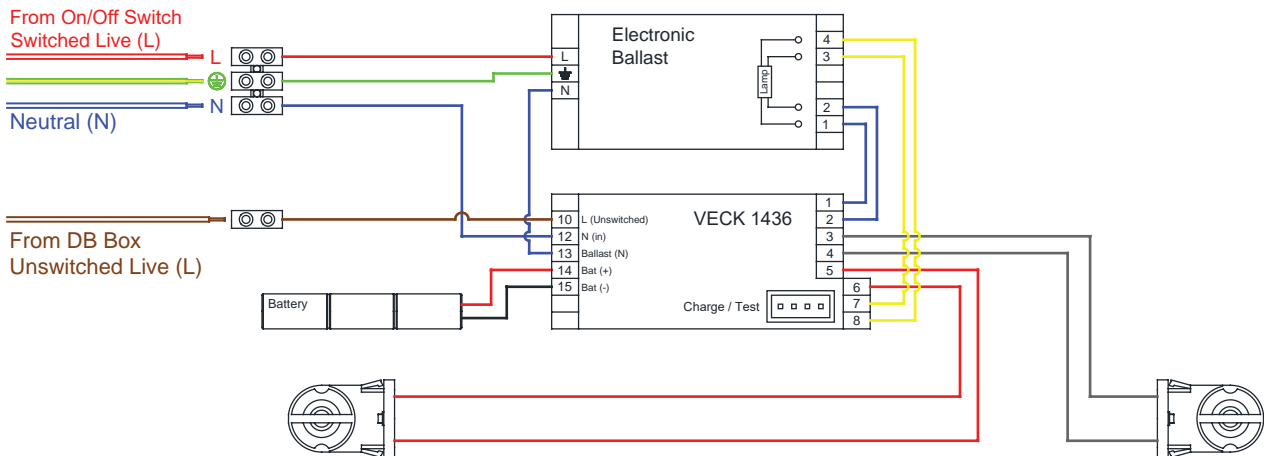 From On/Off Switch
Switched Live (L)
L
N
Neutral (N)
From DB Box
Unswitched Live (L)
Electronic
Ballast
L
N
Lamp
4
3
2
1
VECK 1436
10 L (Unswitched)
12 N (in)
13 Ballast (N)
14 Bat (+)
15 Bat (-)
1
2
3
4
5
6
7
8
Charge / Test
Battery